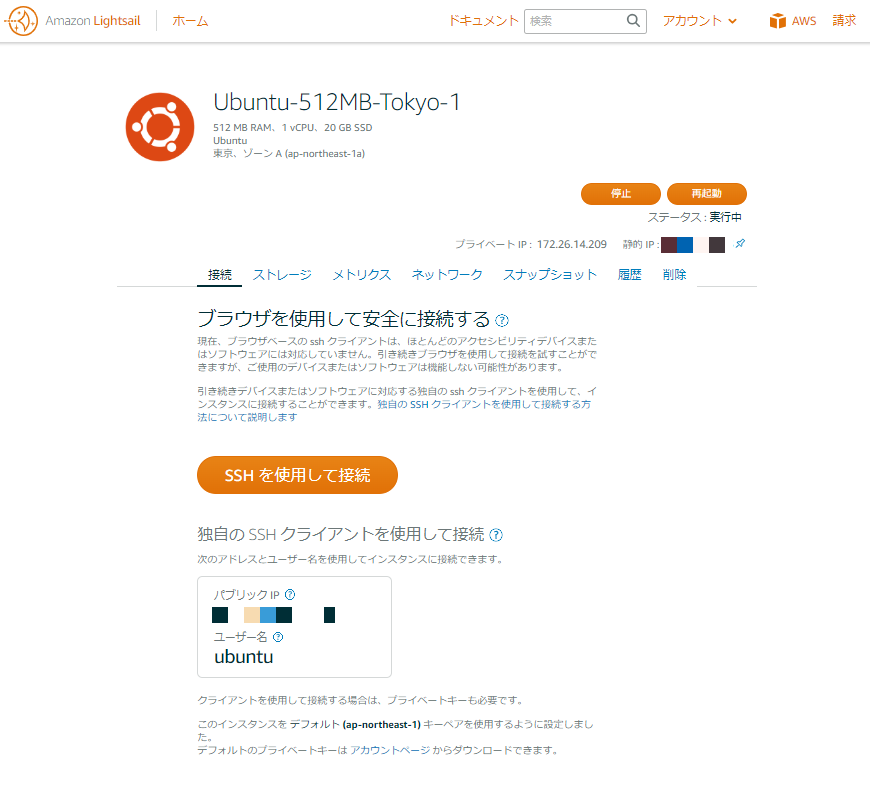 Amazon Lightsail
ホーム
ドキュメント
検索
アカウント
AWS
請求
Ubuntu-512MB-Tokyo-1
512 MB RAM、1 vCPU、20 GB SSD
Ubuntu
東京、ゾーン A (ap-northeast-1a)
停止
再起動
ステータス : 実行中
プライベート IP : 172.26.14.209
静的 IP :
接続
ストレージ
メトリクス
ネットワーク
スナップショット
履歴
削除
ブラウザを使用して安全に接続する ?
現在、ブラウザベースの ssh クライアントは、ほとんどのアクセシビリティデバイスまた
はソフトウェアには対応していません。引き続きブラウザを使用して接続を試すことがで
きますが、ご使用のデバイスまたはソフトウェアは機能しない可能性があります。
引き続きデバイスまたはソフトウェアに対応する独自の ssh クライアントを使用して、イ
ンスタンスに接続することができます。独自の SSH クライアントを使用して接続する方
法について説明します
SSH を使用して接続
独自の SSH クライアントを使用して接続 ?
次のアドレスとユーザー名を使用してインスタンスに接続できます。
パブリック IP ?
ユーザー名 ?
ubuntu
クライアントを使用して接続する場合は、プライベートキーも必要です。
このインスタンスを デフォルト (ap-northeast-1) キーペアを使用するように設定しまし
た。
デフォルトのプライベートキーは アカウントページ からダウンロードできます。